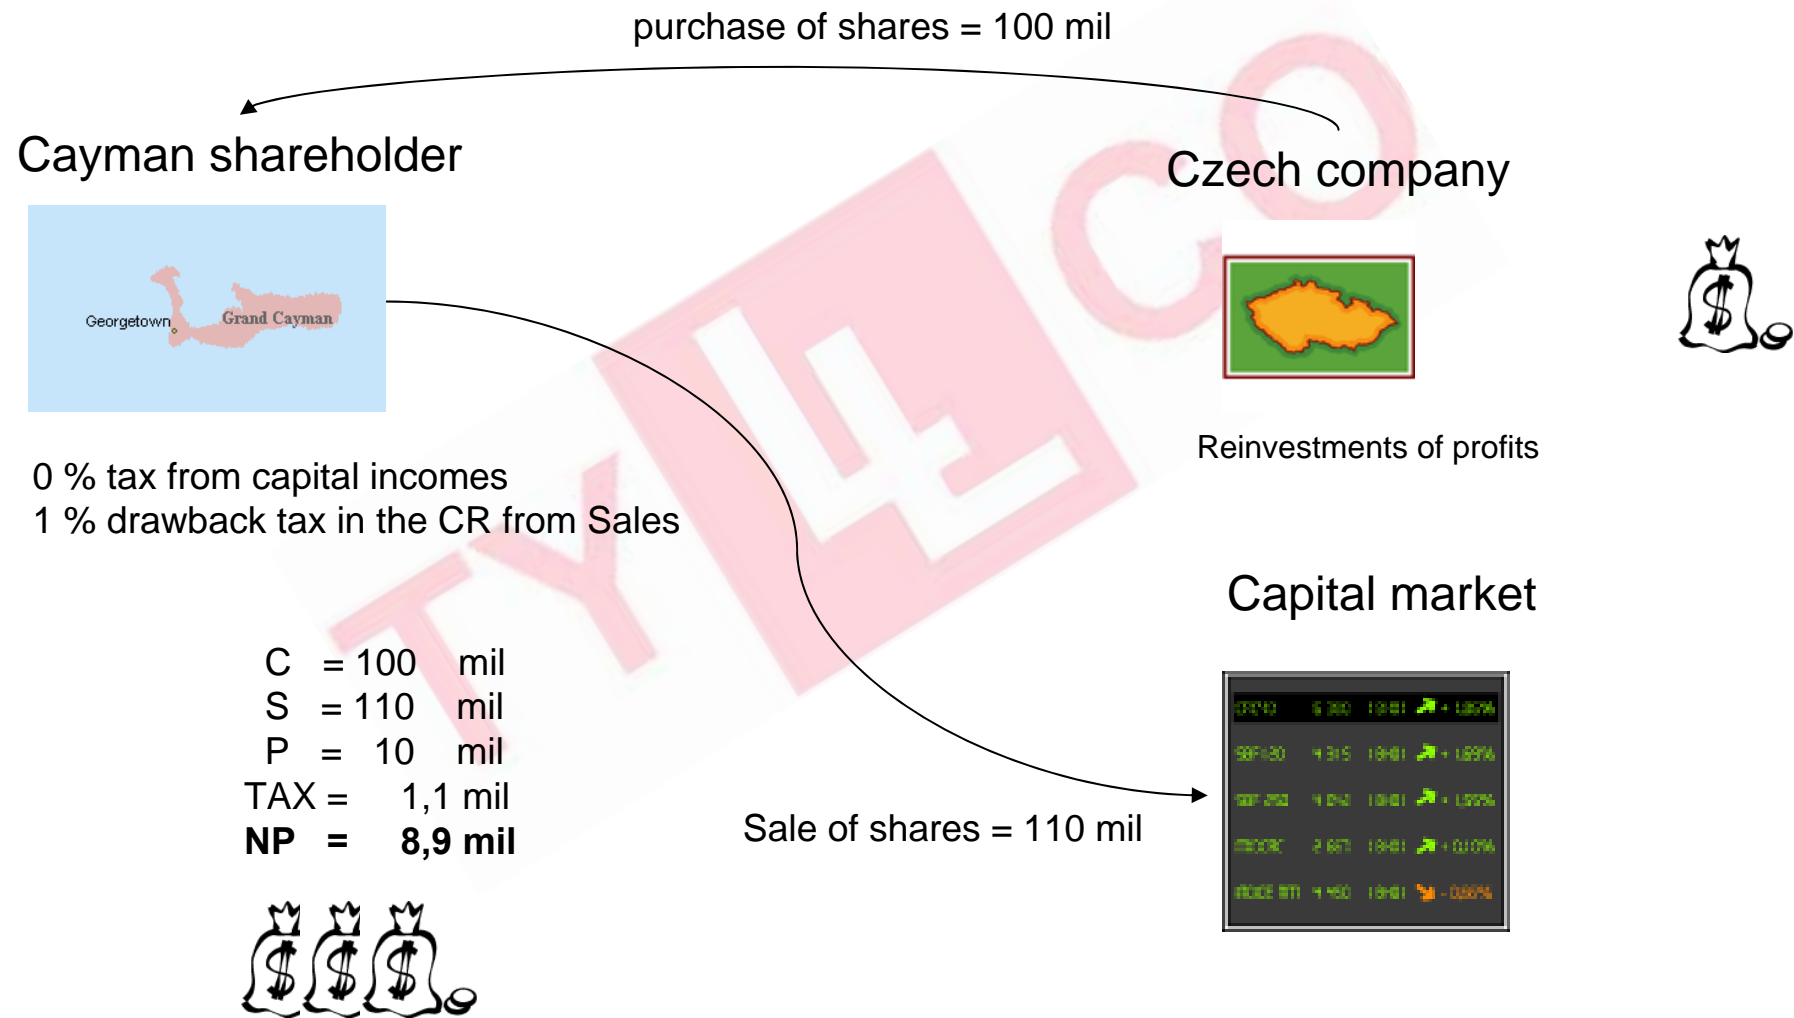 purchase of shares = 100 mil
Cayman shareholder
Czech company
Georgetown
Grand Cayman
Reinvestments of profits
0 % tax from capital incomes
1 % drawback tax in the CR from Sales
Capital market
C = 100 mil
S = 110 mil
P = 10 mil
TAX = 1,1 mil
NP = 8,9 mil
Sale of shares = 110 mil
TY
CO